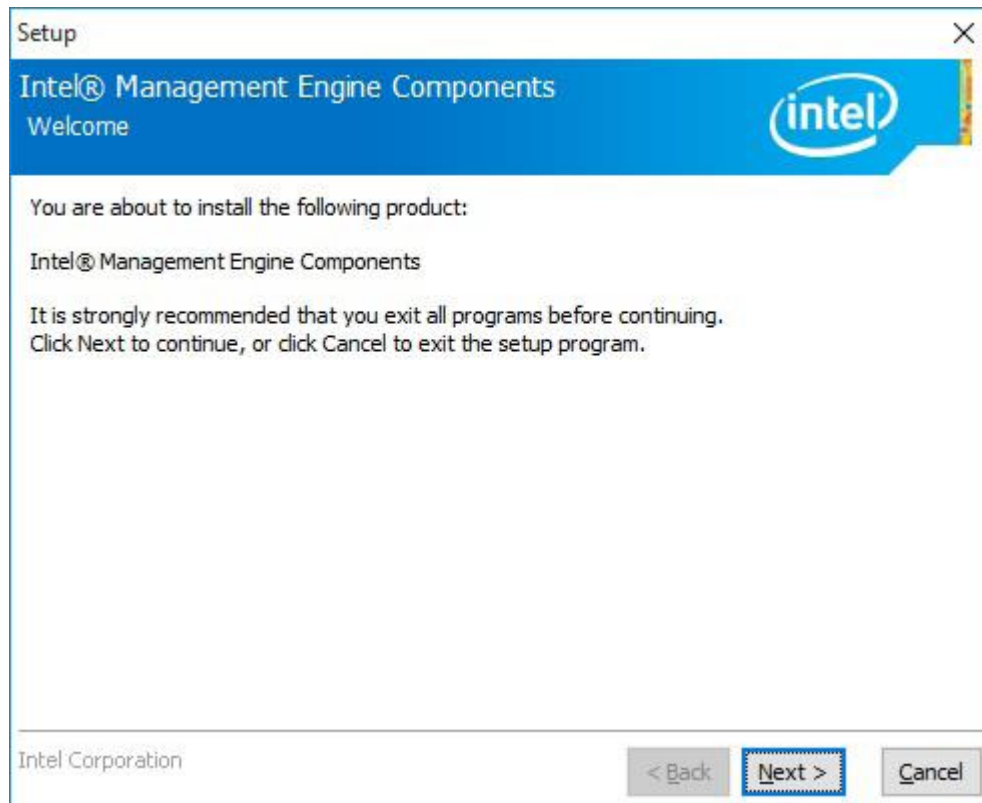 Setup
Intel® Management Engine Components
Welcome
intel
You are about to install the following product:
Intel® Management Engine Components
It is strongly recommended that you exit all programs before continuing.
Click Next to continue, or click Cancel to exit the setup program.
Intel Corporation
< Back Next > Cancel